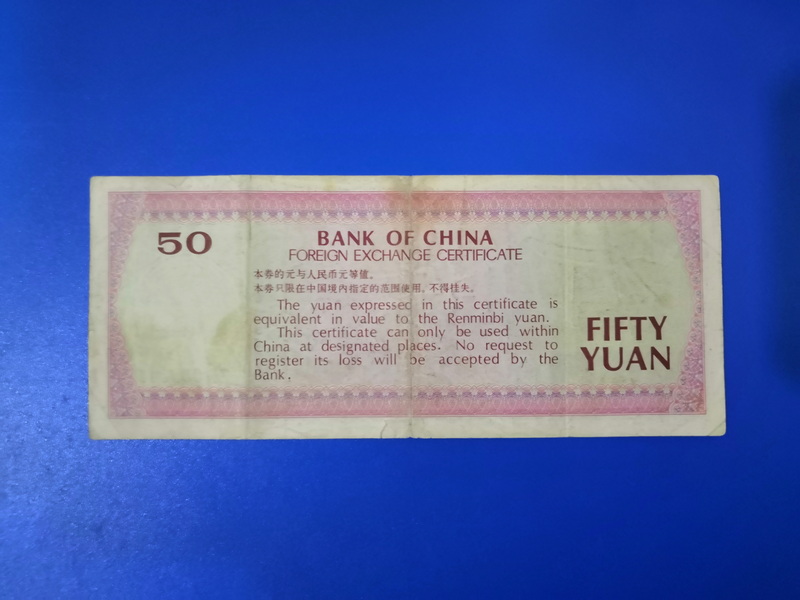 50
BANK OF CHINA
FOREIGN EXCHANGE CERTIFICATE
本券的元与人民币元等值。
本券只限在中国境内指定的范围使用，不得挂失。
The yuan expressed in this certificate is
equivalent in value to the Renminbi yuan.
This certificate can only be used within
China at designated places. No request to
register its loss will be accepted by the
Bank.
FIFTY
YUAN